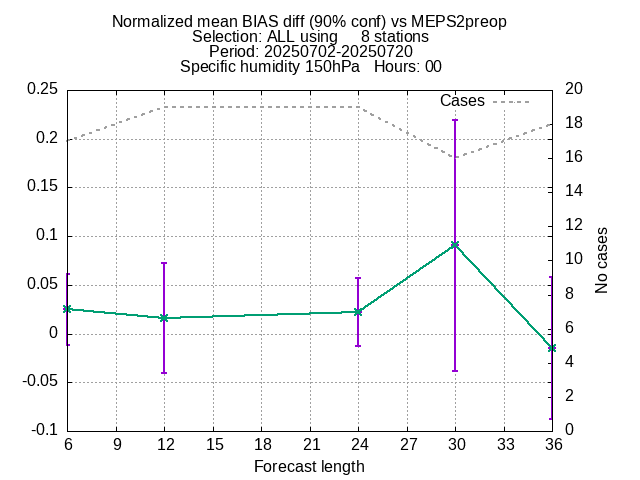 Normalized mean BIAS diff (90% conf) vs MEPS2preop
Selection: ALL using     8 stations
Period: 20250702-20250720
Specific humidity 150hPa   Hours: 00
Cases
0.25
0.2
0.15
0.1
0.05
0
-0.05
-0.1
20
18
16
14
12
10
8
6
4
2
0
No cases
6 9 12 15 18 21 24 27 30 33 36
Forecast length